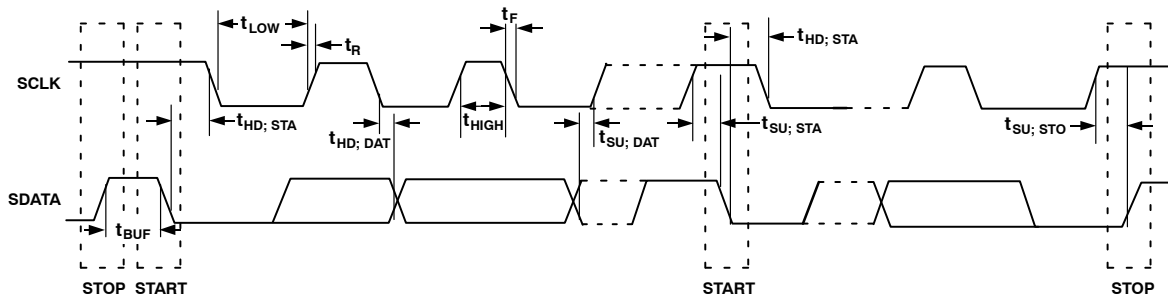 tLOW
tR
tF
tHD; STA
SCLK
tHD; STA
tHD; DAT
tHIGH
tSU; DAT
tSU; STA
tSU; STO
SDATA
tBUF
STOP START START STOP